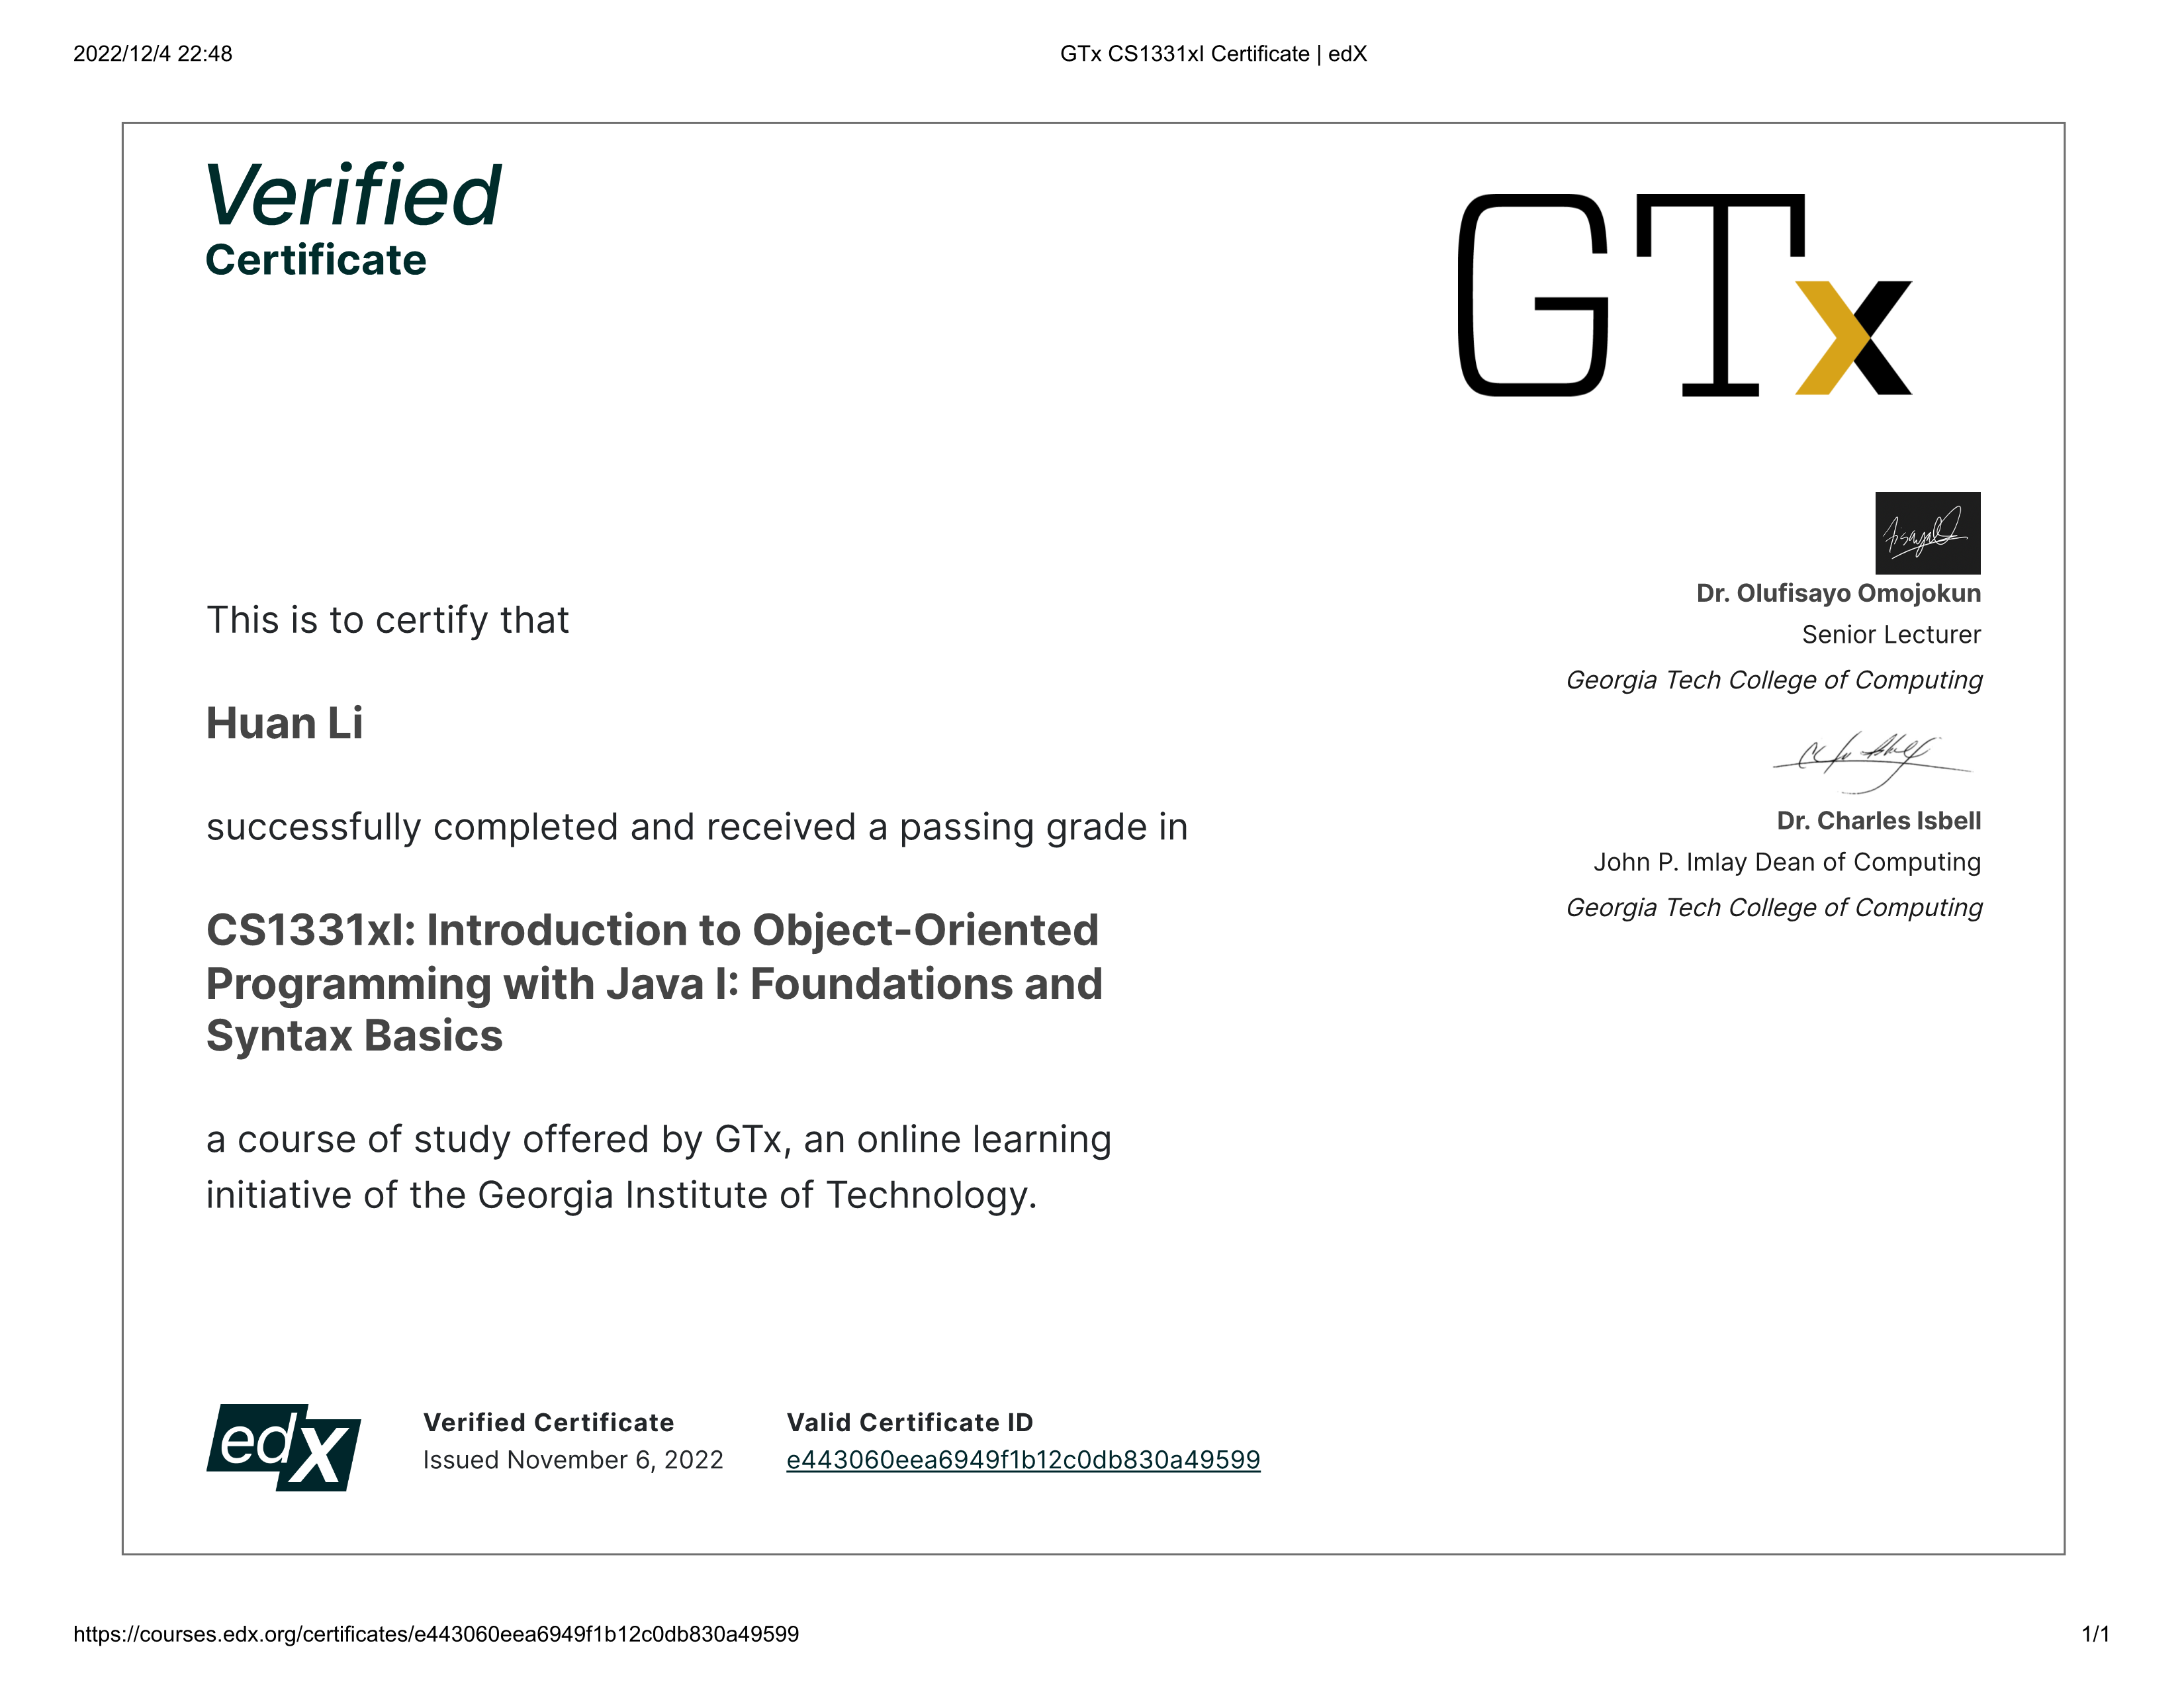 2022/12/4 22:48
GTx CS1331xI Certificate | edX
Verified
Certificate
GTx
This is to certify that
Huan Li
successfully completed and received a passing grade in
CS1331xI: Introduction to Object-Oriented
Programming with Java I: Foundations and
Syntax Basics
a course of study offered by GTx, an online learning
initiative of the Georgia Institute of Technology.
Dr. Olufisayo Omojokun
Senior Lecturer
Georgia Tech College of Computing
Dr. Charles Isbell
John P. Imlay Dean of Computing
Georgia Tech College of Computing
edX
Verified Certificate
Issued November 6, 2022
Valid Certificate ID
e443060eea6949f1b12c0db830a49599
https://courses.edx.org/certificates/e443060eea6949f1b12c0db830a49599
1/1